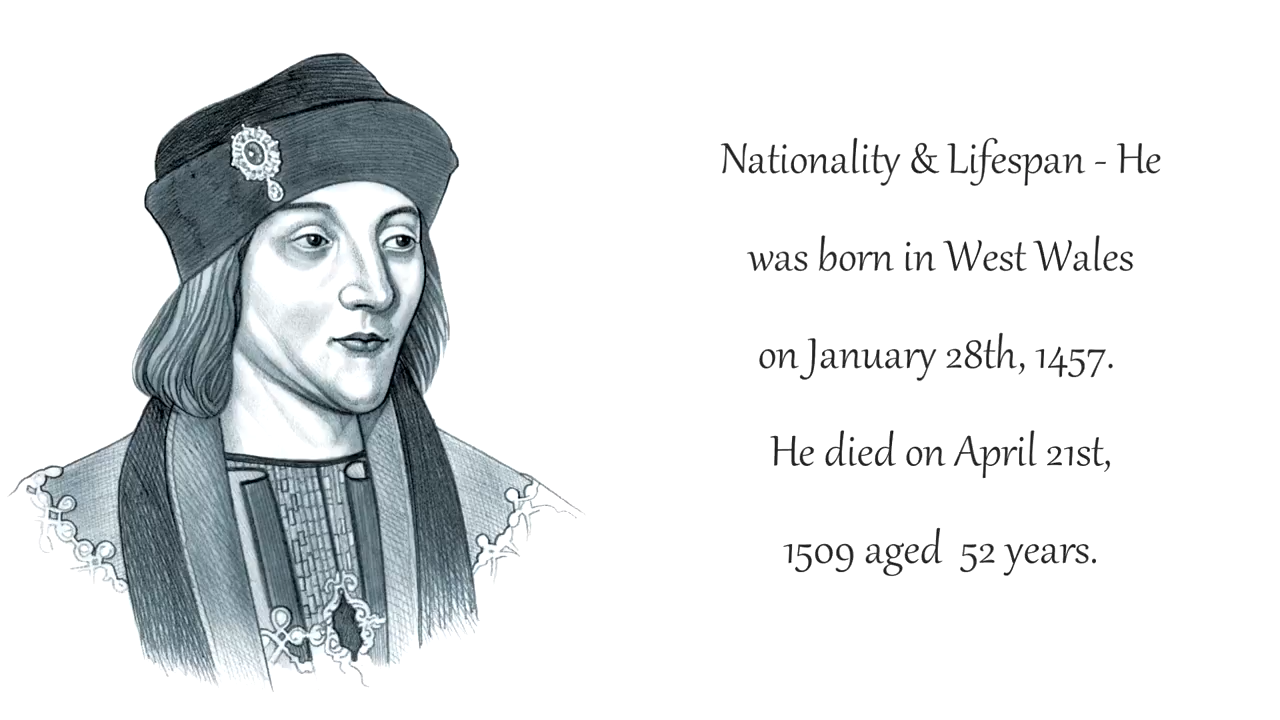 Nationality & Lifespan - He
was born in West Wales
on January 28th, 1457.
He died on April 21st,
1509 aged  52 years.